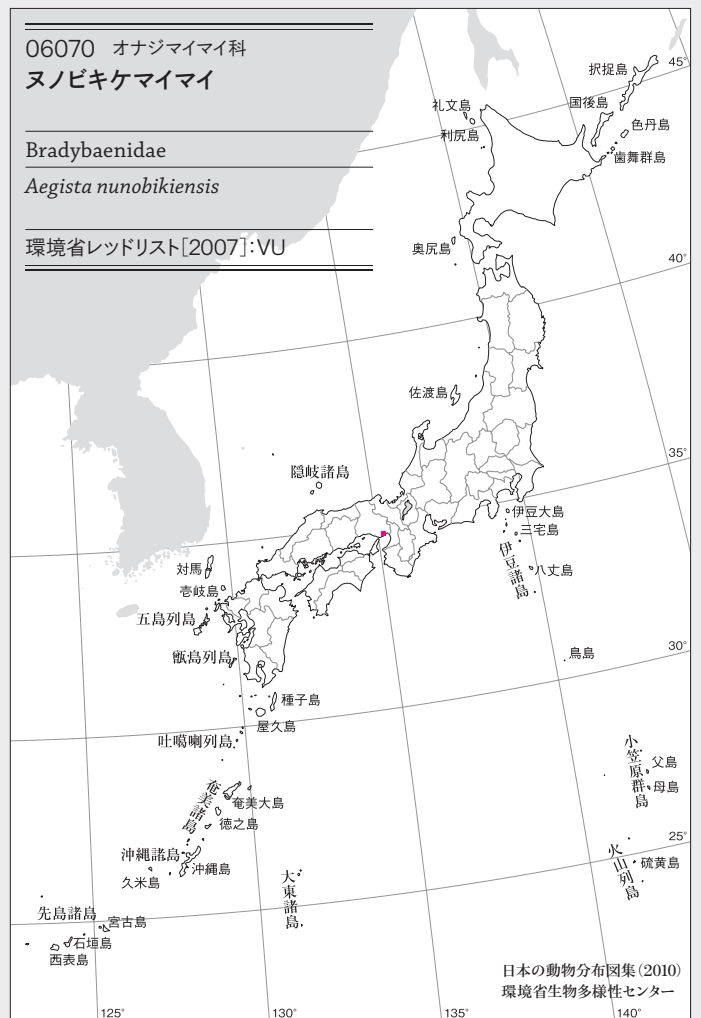 06070 オナジマイマイ科
ヌノビキケマイマイ
Bradybaenidae
Aegista nunobikiensis
環境省レッドリスト[2007]:VU
択捉島
45°
国後島
礼文島
色丹島
利尻島
歯舞群島
奥尻島
40°
佐渡島
35°
隠岐諸島
伊豆大島
三宅島
伊豆諸島
八丈島
対馬
壱岐島
五島列島
甑島列島
鳥島
30°
種子島
屋久島
吐噶喇列島
小笠原群島
父島
母島
奄美諸島
奄美大島
徳之島
25°
沖縄諸島
沖縄島
久米島
火山列島
硫黄島
大東諸島
先島諸島
宮古島
石垣島
西表島
日本の動物分布図集(2010)
環境省生物多様性センター
125°
130°
135°
140°